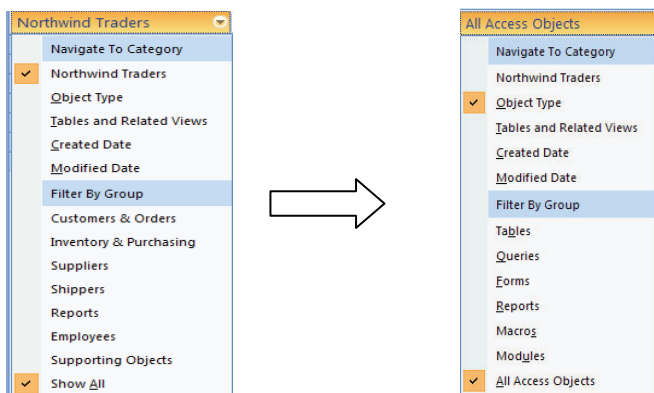 Northwind Traders
Navigate To Category
Northwind Traders
Object Type
Tables and Related Views
Created Date
Modified Date
Filter By Group
Customers & Orders
Inventory & Purchasing
Suppliers
Shippers
Reports
Employees
Supporting Objects
Show All
All Access Objects
Navigate To Category
Northwind Traders
Object Type
Tables and Related Views
Created Date
Modified Date
Filter By Group
Tables
Queries
Forms
Reports
Macros
Modules
All Access Objects